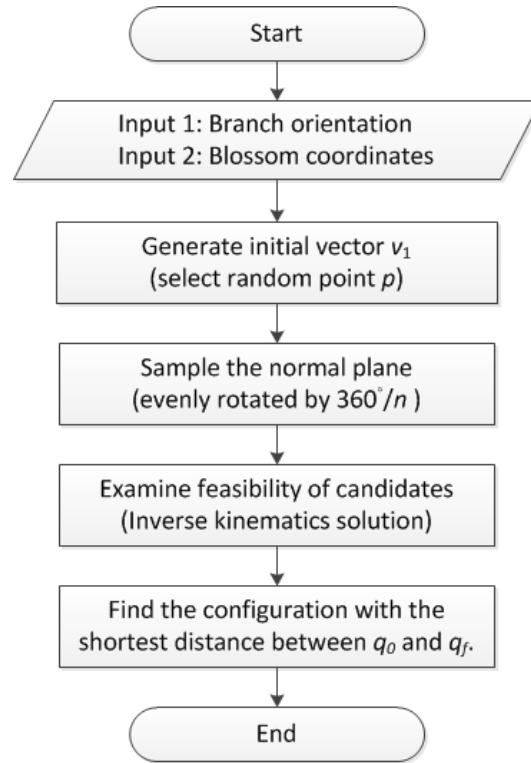 Start
Input 1: Branch orientation
Input 2: Blossom coordinates
Generate initial vector v₁
(select random point p)
Sample the normal plane
(evenly rotated by 360°/n )
Examine feasibility of candidates
(Inverse kinematics solution)
Find the configuration with the
shortest distance between q₀ and q_f.
End